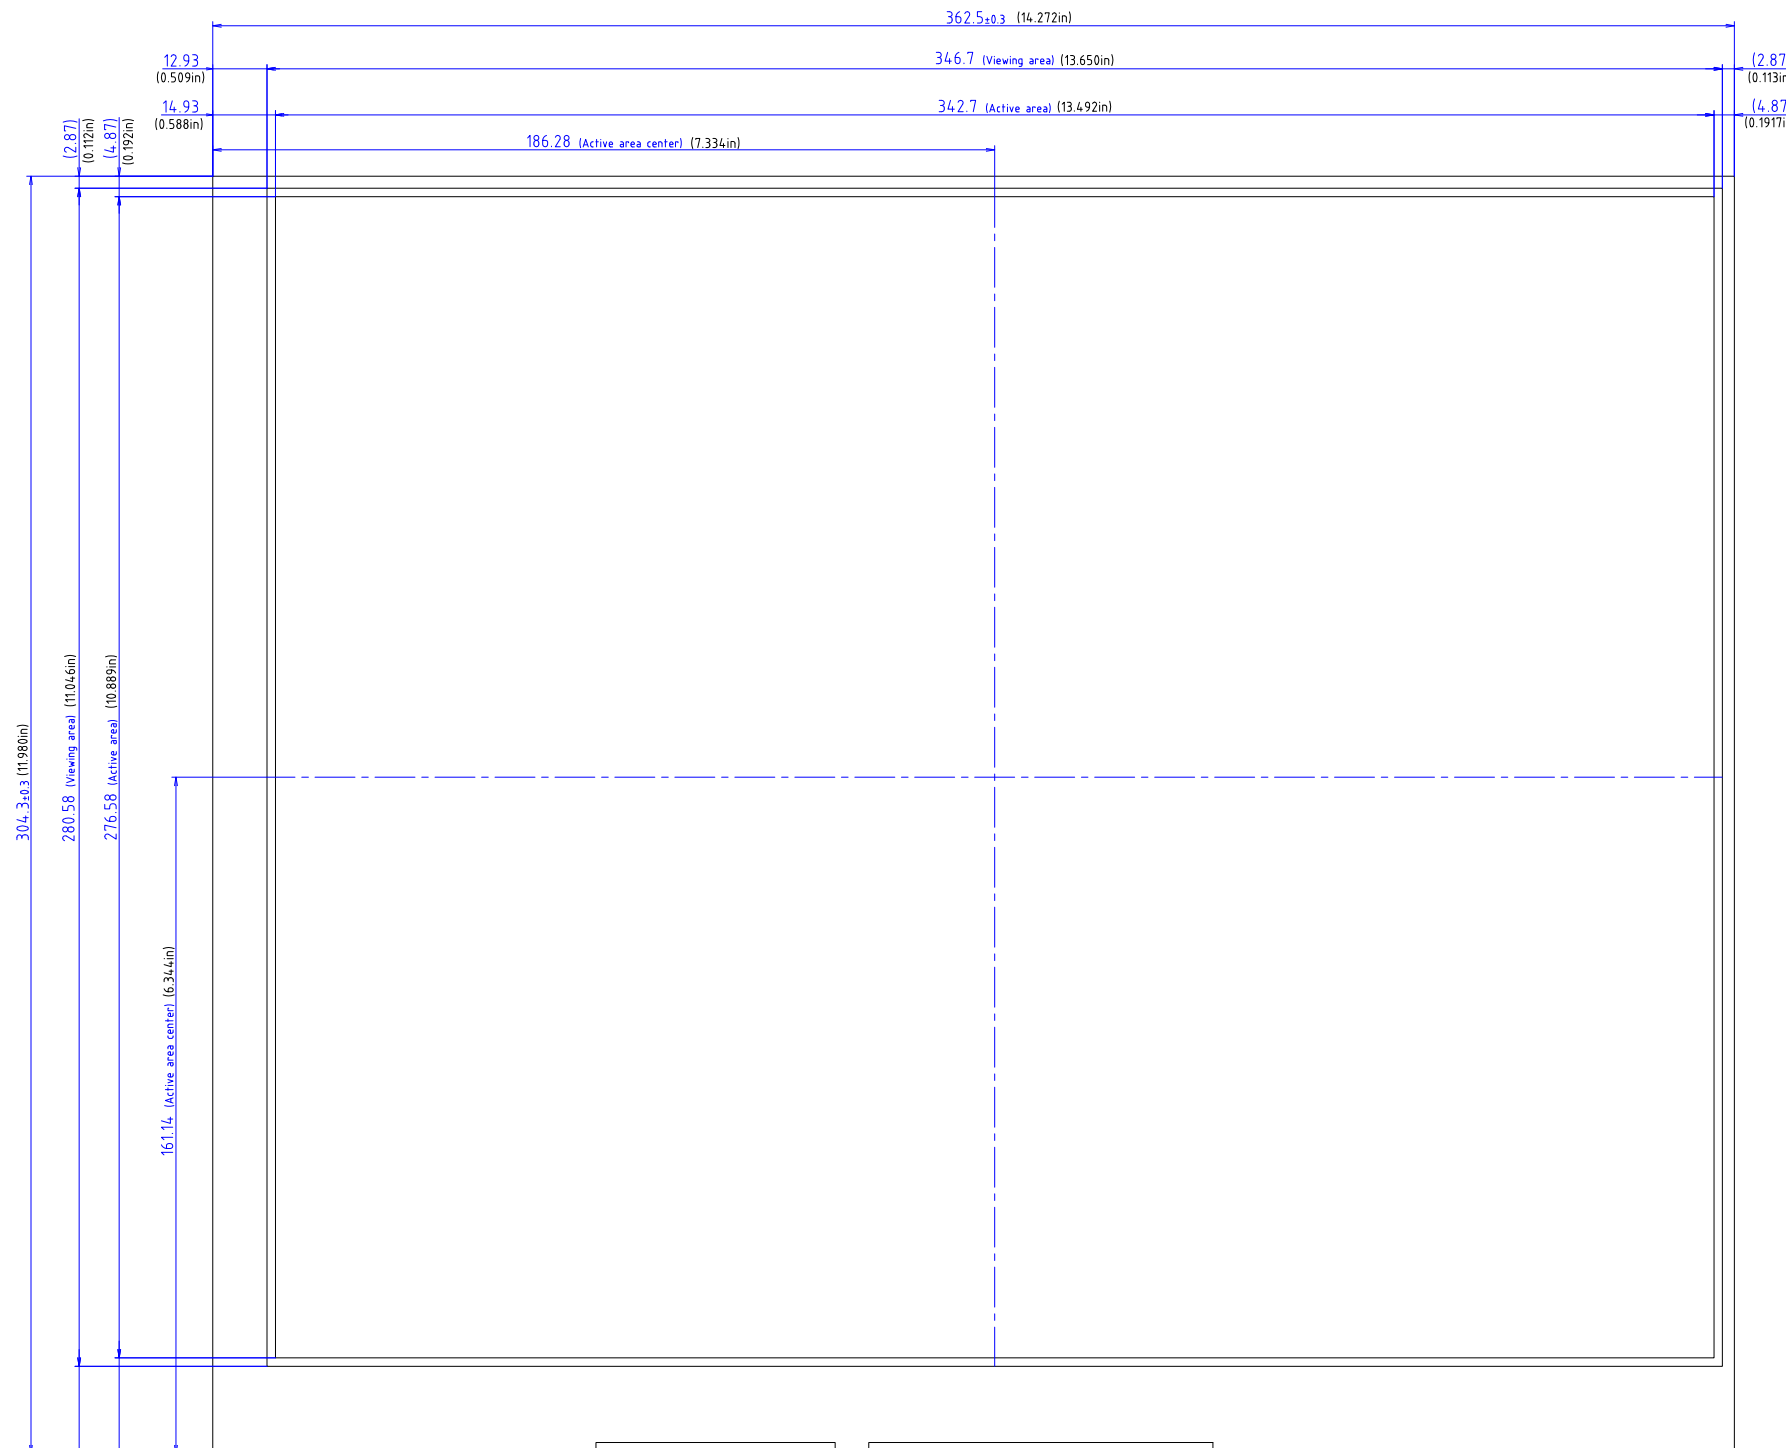 362.5±0.3 (14.272in)
12.93
(0.509in)
346.7 (Viewing area) (13.650in)
(2.87
(0.113in
14.93
(0.588in)
342.7 (Active area) (13.492in)
(4.87
(0.1917i
186.28 (Active area center) (7.334in)
(2.87)
(0.112in)
(4.87)
(0.192in)
304.3±0.3 (11.980in)
280.58 (Viewing area) (11.046in)
276.58 (Active area) (10.889in)
161.14 (Active area center) (6.344in)